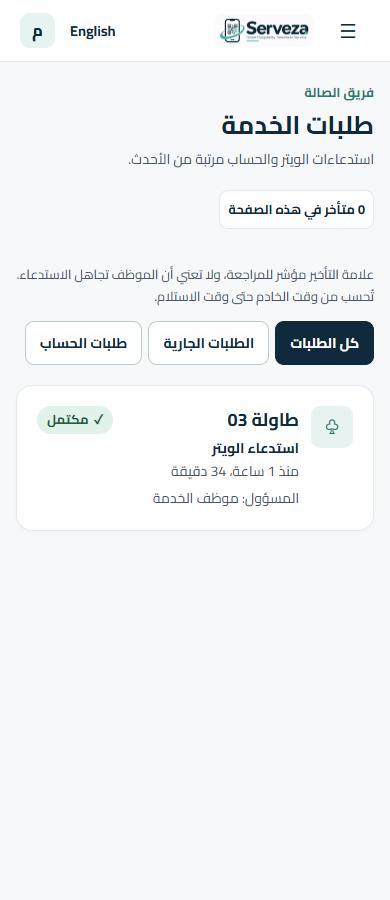 ☰
Serveza
English
م
فريق الصالة
طلبات الخدمة
استدعاءات الويتر والحساب مرتبة من الأحدث.
0 متأخر في هذه الصفحة
علامة التأخير مؤشر للمراجعة، ولا تعني أن الموظف تجاهل الاستدعاء.
تُحسب من وقت الخادم حتى وقت الاستلام.
كل الطلبات
الطلبات الجارية
طلبات الحساب
طاولة 03
✓ مكتمل
استدعاء الويتر
منذ 1 ساعة، 34 دقيقة
المسؤول: موظف الخدمة